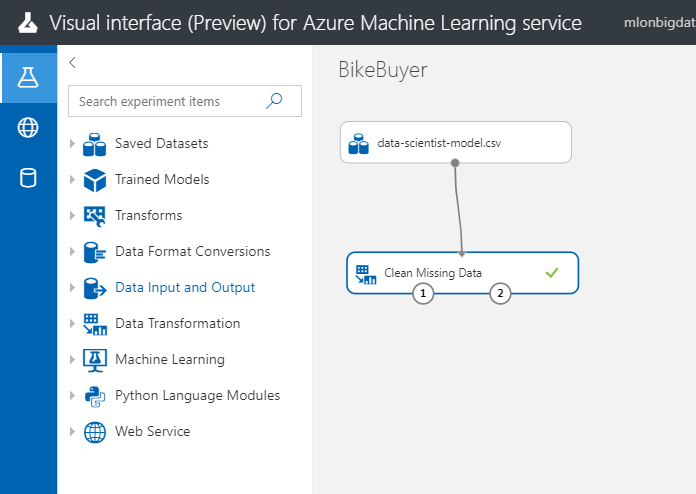 Visual interface (Preview) for Azure Machine Learning service
mlonbigdat
Search experiment items
Saved Datasets
Trained Models
Transforms
Data Format Conversions
Data Input and Output
Data Transformation
Machine Learning
Python Language Modules
Web Service
BikeBuyer
data-scientist-model.csv
Clean Missing Data
1
2